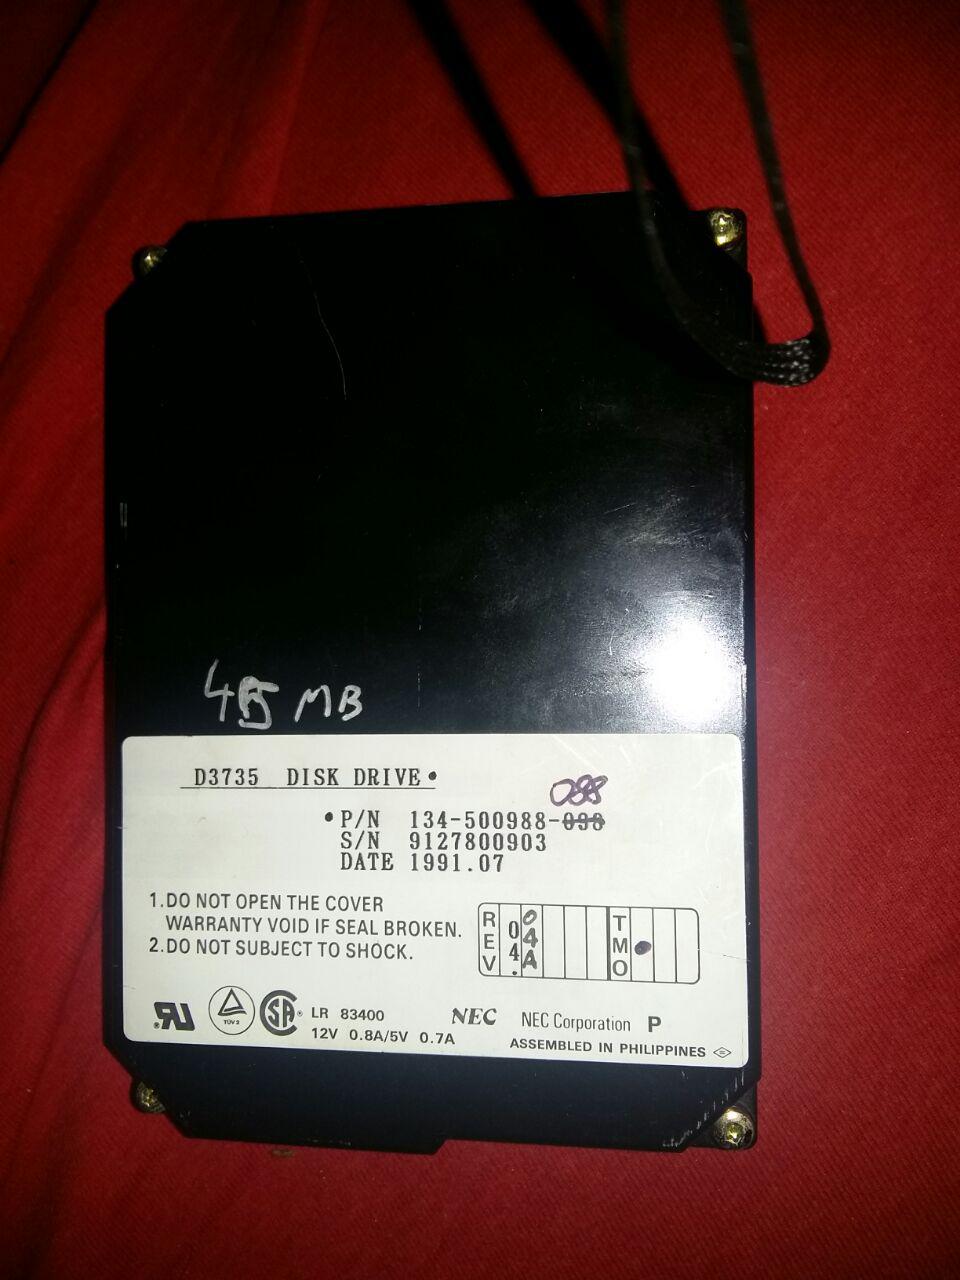 45 MB
D3735 DISK DRIVE •
088
• P/N 134-500988-098
S/N 9127800903
DATE 1991.07
1. DO NOT OPEN THE COVER
WARRANTY VOID IF SEAL BROKEN.
2. DO NOT SUBJECT TO SHOCK.
REV 04. 04A TMO
TÜV
SA
LR 83400
12V 0.8A/5V 0.7A
NEC NEC Corporation P
ASSEMBLED IN PHILIPPINES